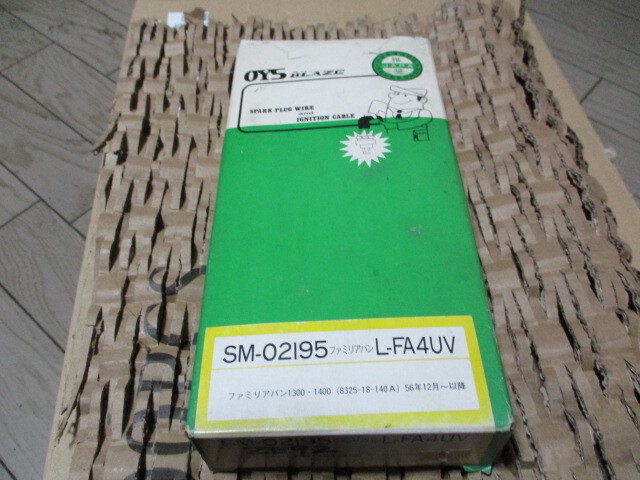 OYS BLAZE
SPARK PLUG WIRE
and
IGNITION CABLE
SM-02195 ファミリアバン L-FA4UV
ファミリアバン1300・1400 (8325-18-140A) 56年12月～以降
L-FA4UV